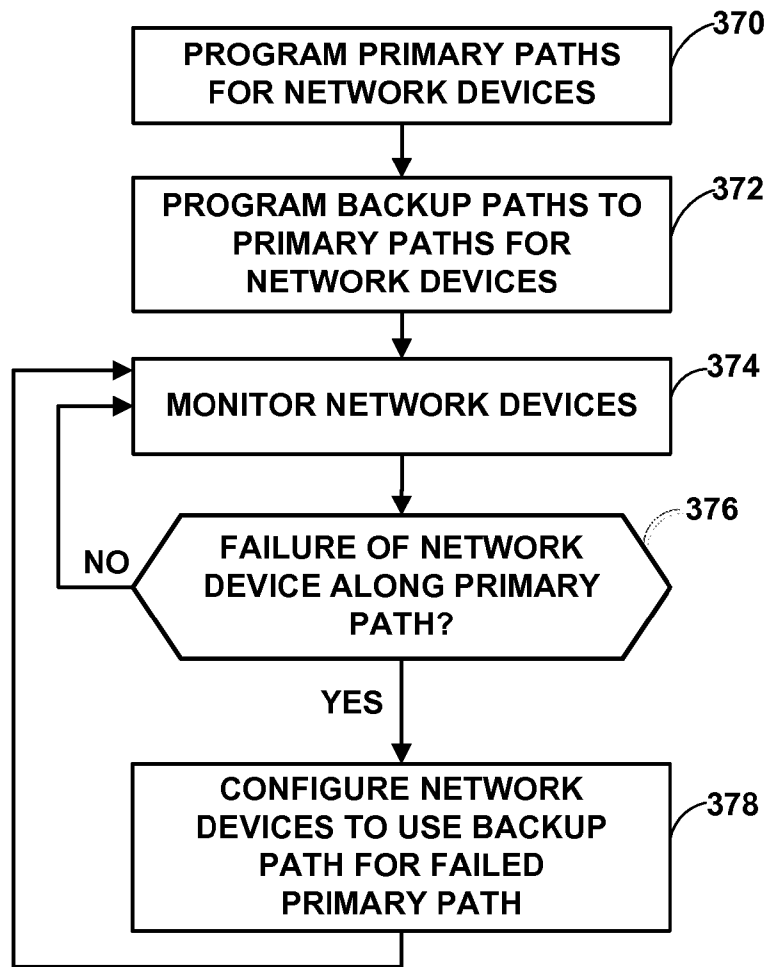 370
PROGRAM PRIMARY PATHS
FOR NETWORK DEVICES
372
PROGRAM BACKUP PATHS TO
PRIMARY PATHS FOR
NETWORK DEVICES
374
MONITOR NETWORK DEVICES
376
FAILURE OF NETWORK
DEVICE ALONG PRIMARY
PATH?
NO
YES
378
CONFIGURE NETWORK
DEVICES TO USE BACKUP
PATH FOR FAILED
PRIMARY PATH